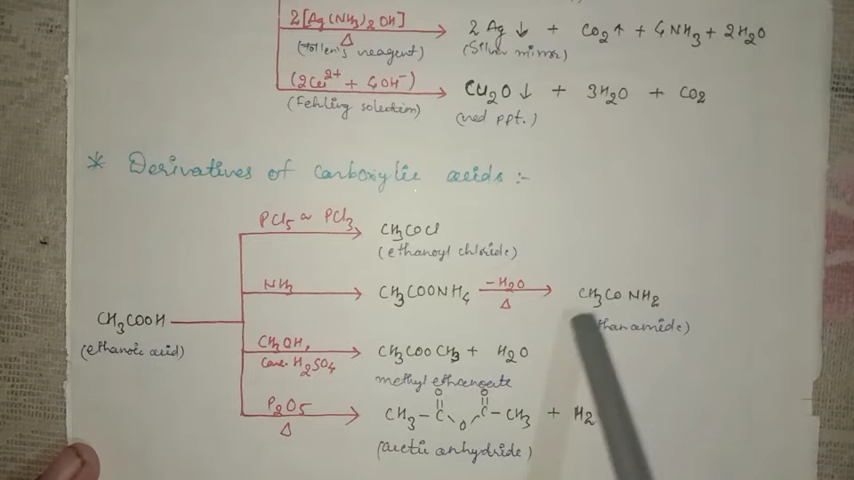 2[Ag(NH3)2OH] 2Ag↓ + CO2↑ + 4NH3 + 2H2O
Δ
(Tollen's reagent) (Silver mirror)
(2Cu2+ + 4OH-) Cu2O↓ + 3H2O + CO2
(Fehling solution) (red ppt.)
* Derivatives of carboxylic acids :-
PCl5 or PCl3 CH3COCl
(ethanoyl chloride)
NH3 CH3COONH4 -H2O CH3CONH2
Δ
CH3COOH
(ethanoic acid)
CH3OH, CH3COOCH3 + H2O
Conc. H2SO4
methyl ethanoate
O O
P2O5 CH3-C O C-CH3 + H2
Δ
(acetic anhydride)